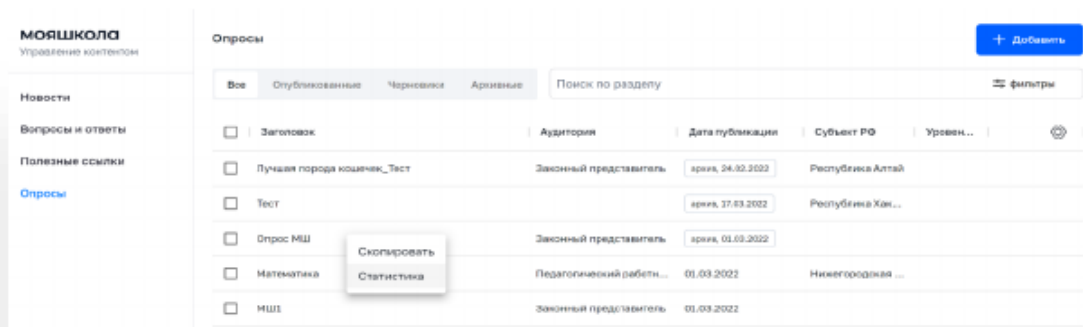 мояшкола
Управление контентом
Новости
Вопросы и ответы
Полезные ссылки
Опросы
Опросы
+ Добавить
Все Опубликованные Черновики Архивные Поиск по разделу фильтры
Заголовок Аудитория Дата публикации Субъект РФ Уровен...
Лучшая порода кошечек_Тест Законный представитель архив, 24.02.2022 Республика Алтай
Тест архив, 17.03.2022 Республика Хак...
Опрос МШ Законный представитель архив, 01.03.2022
Скопировать
Статистика
Математика Педагогический работн... 01.03.2022 Нижегородская ...
МШ1 Законный представитель 01.03.2022